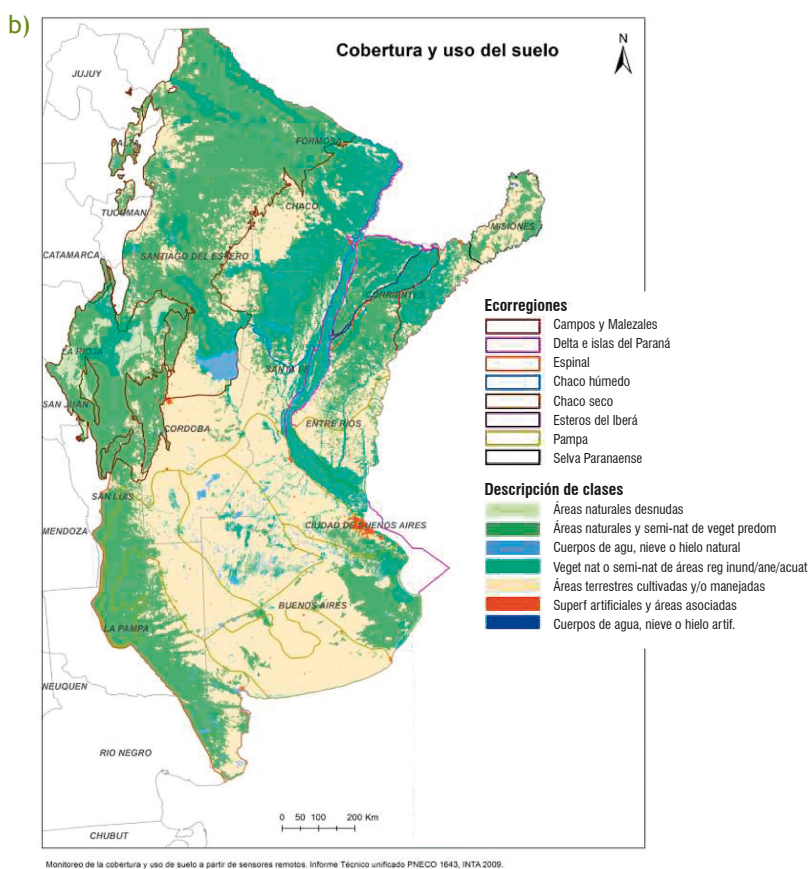 b)
Cobertura y uso del suelo
N
JUJUY
SALTA
FORMOSA
CHACO
TUCUMAN
MISIONES
CATAMARCA
SANTIAGO DEL ESTERO
CORRIENTES
LA RIOJA
SANTA FE
SAN JUAN
CORDOBA
ENTRE RIOS
SAN LUIS
MENDOZA
CIUDAD DE BUENOS AIRES
BUENOS AIRES
LA PAMPA
NEUQUEN
RIO NEGRO
CHUBUT
0 50 100 200 Km
Ecorregiones
Campos y Malezales
Delta e islas del Paraná
Espinal
Chaco húmedo
Chaco seco
Esteros del Iberá
Pampa
Selva Paranaense
Descripción de clases
Áreas naturales desnudas
Áreas naturales y semi-nat de veget predom
Cuerpos de agu, nieve o hielo natural
Veget nat o semi-nat de áreas reg inund/ane/acuat
Áreas terrestres cultivadas y/o manejadas
Superf artificiales y áreas asociadas
Cuerpos de agua, nieve o hielo artif.
Monitoreo de la cobertura y uso de suelo a partir de sensores remotos. Informe Técnico unificado PNECO 1643, INTA 2009.